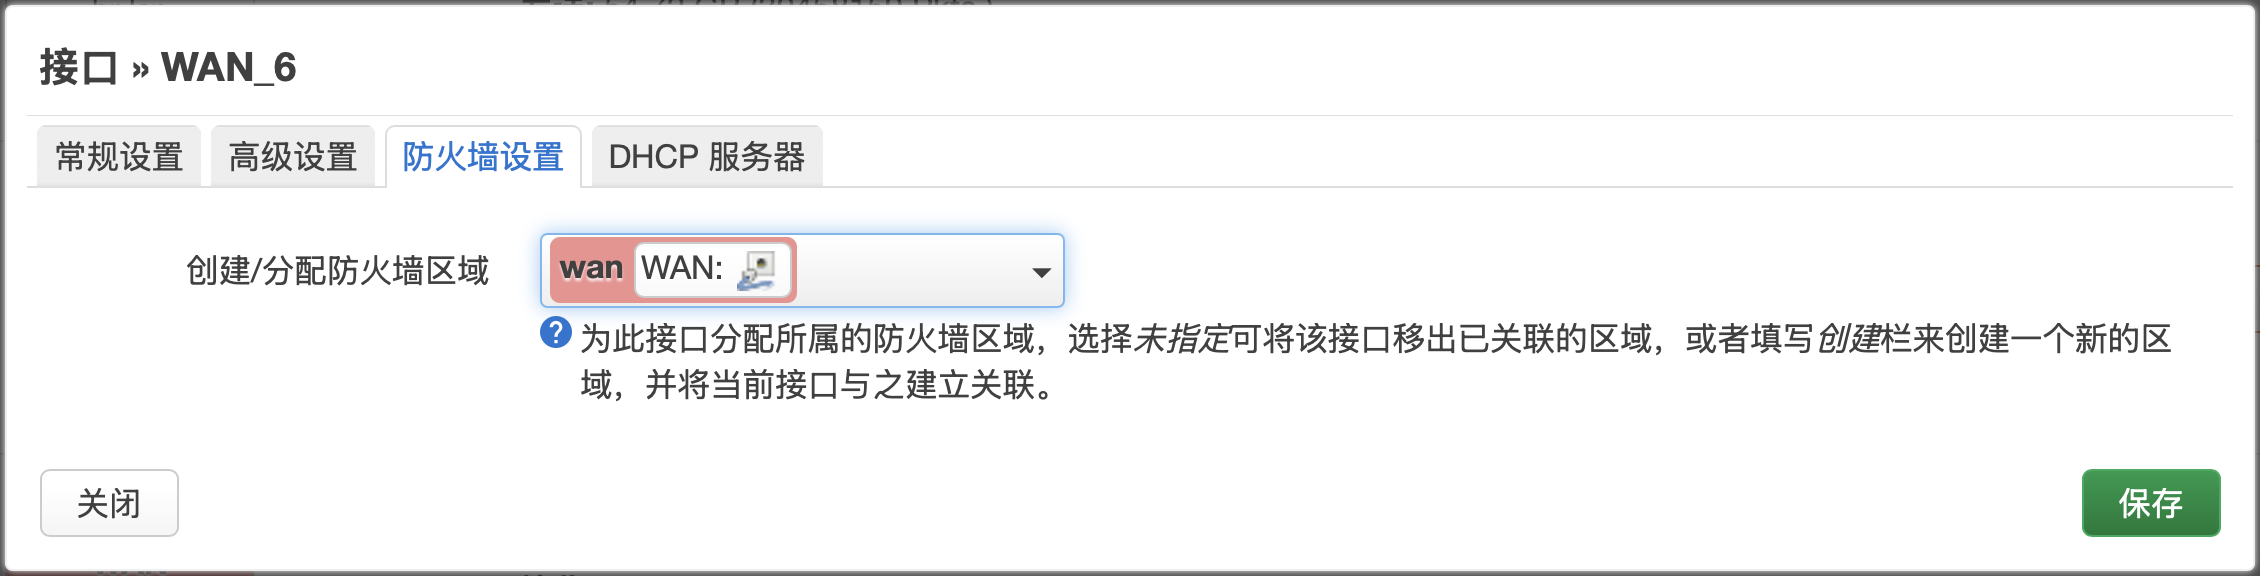 接口 » WAN_6
常规设置 高级设置 防火墙设置 DHCP 服务器
创建/分配防火墙区域 wan WAN:
为此接口分配所属的防火墙区域，选择未指定可将该接口移出已关联的区域，或者填写创建栏来创建一个新的区
域，并将当前接口与之建立关联。
关闭 保存